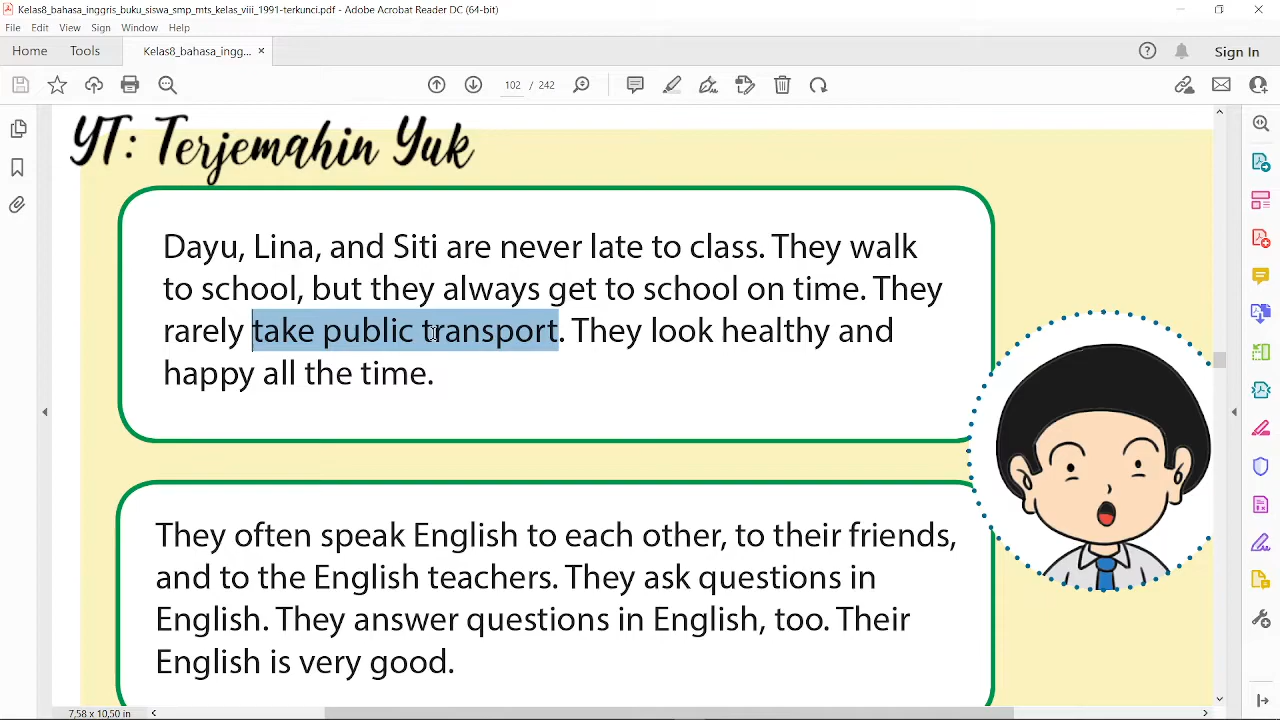 Kelas8_bahasa_inggris_buku_siswa_smp_mts_kelas_viii_1991-terkunci.pdf - Adobe Acrobat Reader DC (64-bit)
File Edit View Sign Window Help
Home Tools Kelas8_bahasa_ingg... × Sign In
102 / 242
YT: Terjemahin Yuk
Dayu, Lina, and Siti are never late to class. They walk
to school, but they always get to school on time. They
rarely take public transport. They look healthy and
happy all the time.
They often speak English to each other, to their friends,
and to the English teachers. They ask questions in
English. They answer questions in English, too. Their
English is very good.
7,58 x 10,50 in